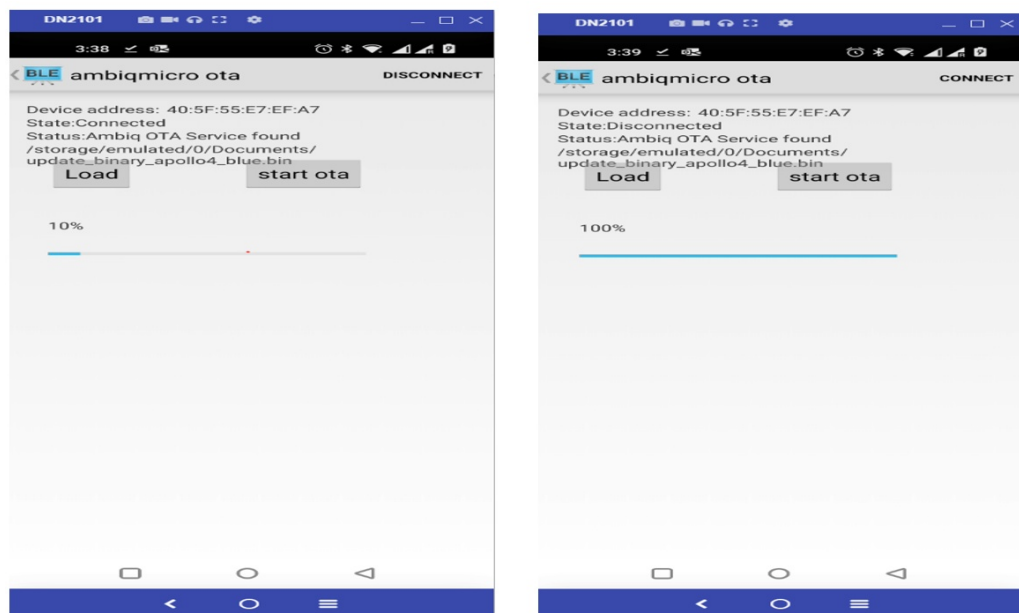 DN2101
3:38
BLE ambiqmicro ota DISCONNECT
Device address: 40:5F:55:E7:EF:A7
State:Connected
Status:Ambiq OTA Service found
/storage/emulated/0/Documents/
update_binary_apollo4_blue.bin
Load start ota
10%
DN2101
3:39
BLE ambiqmicro ota CONNECT
Device address: 40:5F:55:E7:EF:A7
State:Disconnected
Status:Ambiq OTA Service found
/storage/emulated/0/Documents/
update_binary_apollo4_blue.bin
Load start ota
100%